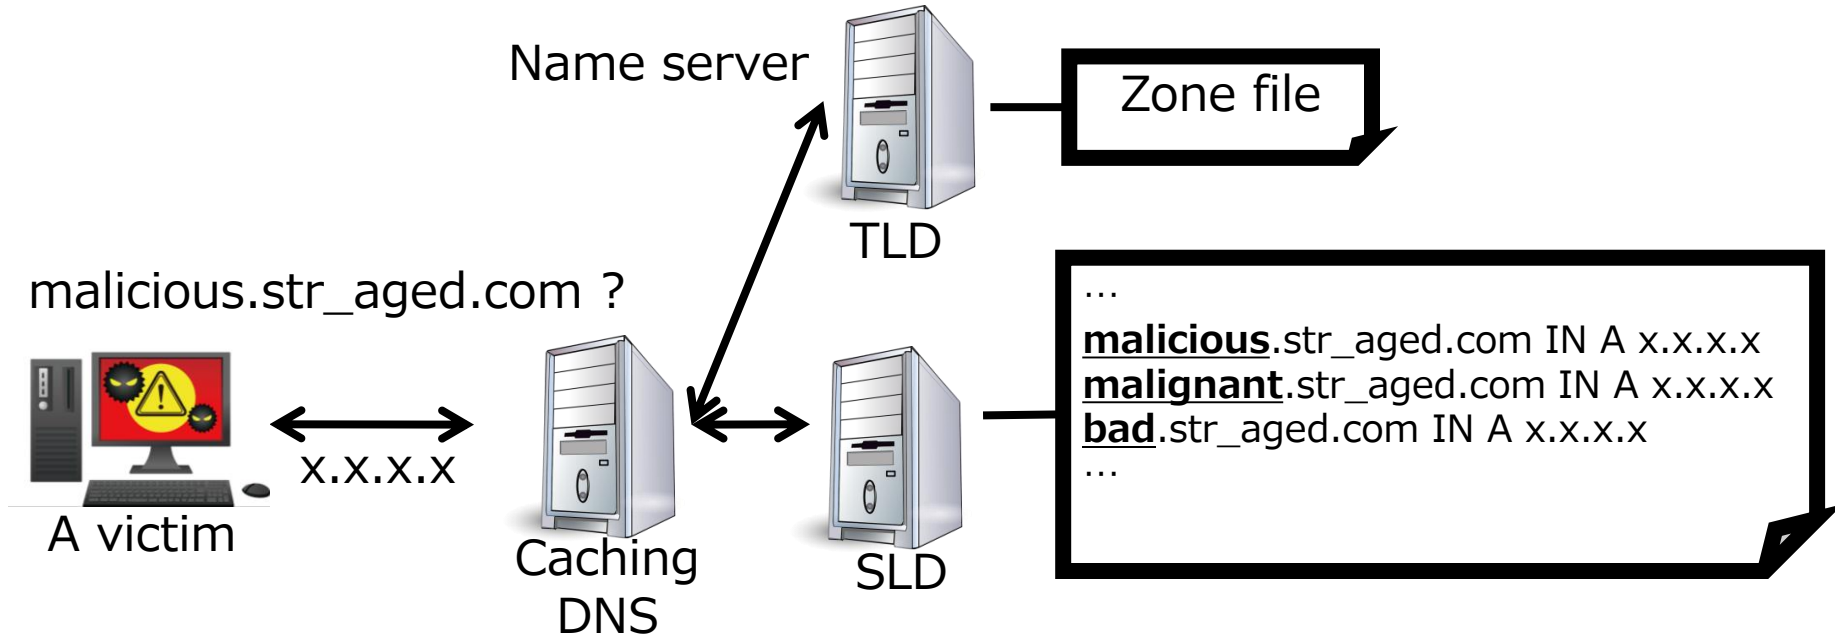 Name server
Zone file
TLD
malicious.str_aged.com ?
x.x.x.x
A victim
Caching
DNS
SLD
...
malicious.str_aged.com IN A x.x.x.x
malignant.str_aged.com IN A x.x.x.x
bad.str_aged.com IN A x.x.x.x
...